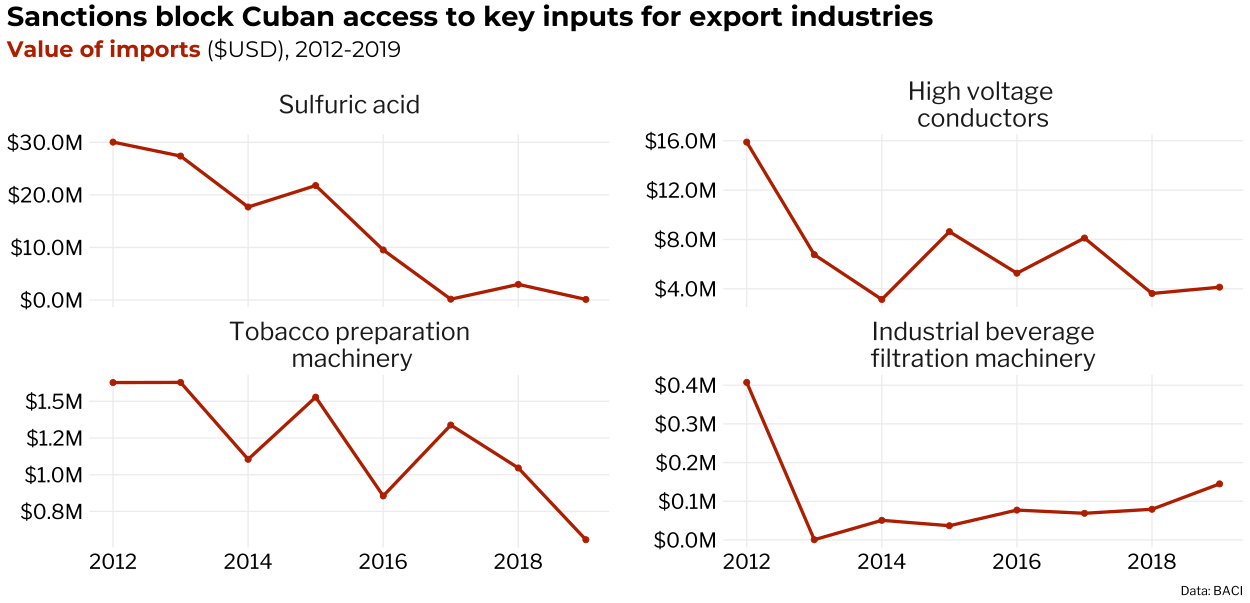 Sanctions block Cuban access to key inputs for export industries
Value of imports ($USD), 2012-2019
Sulfuric acid
$30.0M
$20.0M
$10.0M
$0.0M
High voltage
conductors
$16.0M
$12.0M
$8.0M
$4.0M
Tobacco preparation
machinery
$1.5M
$1.2M
$1.0M
$0.8M
2012 2014 2016 2018
Industrial beverage
filtration machinery
$0.4M
$0.3M
$0.2M
$0.1M
$0.0M
2012 2014 2016 2018
Data: BACI